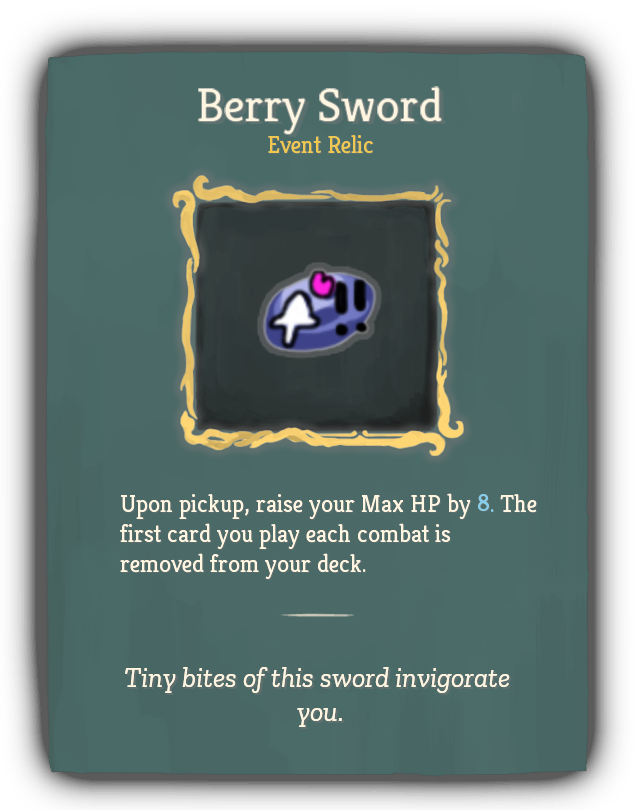 Berry Sword
Event Relic
Upon pickup, raise your Max HP by 8. The
first card you play each combat is
removed from your deck.
Tiny bites of this sword invigorate
you.